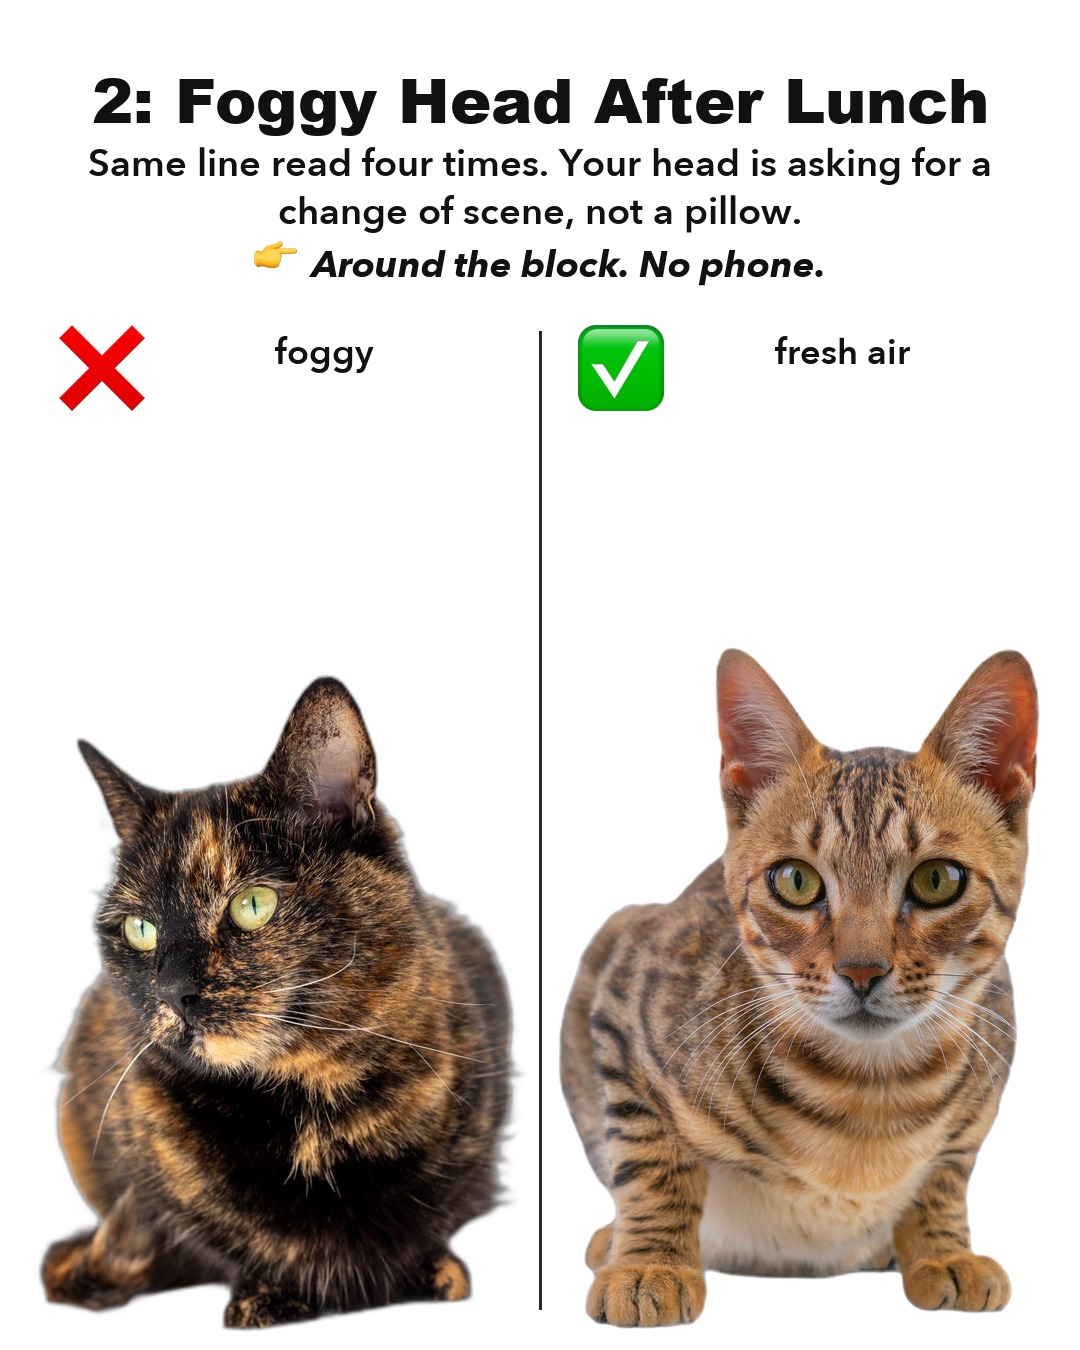 2: Foggy Head After Lunch
Same line read four times. Your head is asking for a
change of scene, not a pillow.
👉 Around the block. No phone.
❌ foggy
✅ fresh air